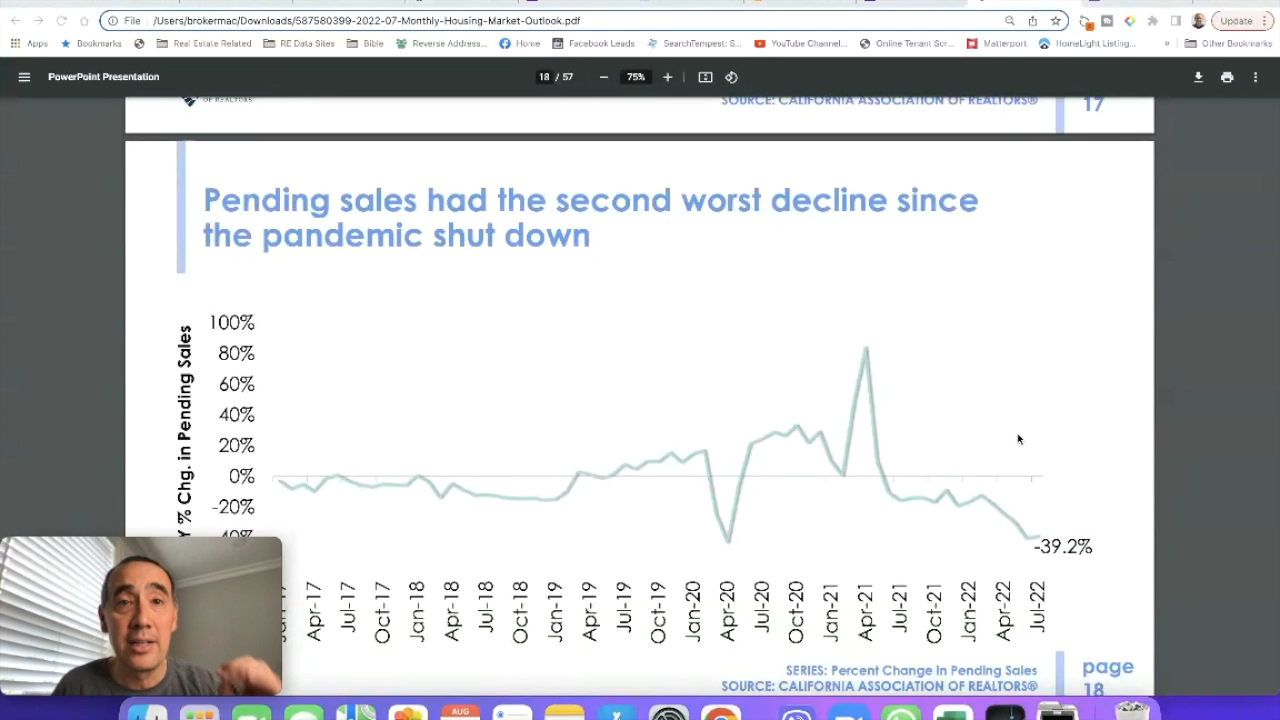 File /Users/brokermac/Downloads/587580399-2022-07-Monthly-Housing-Market-Outlook.pdf
Update
Apps Bookmarks Real Estate Related RE Data Sites Bible Reverse Address... Home Facebook Leads SearchTempest: S... YouTube Channel... Online Tenant Scr... Matterport HomeLight Listing... » Other Bookmarks
PowerPoint Presentation 18 / 57 75%
OF REALTORS®
SOURCE: CALIFORNIA ASSOCIATION OF REALTORS®
17
Pending sales had the second worst decline since
the pandemic shut down
Y % Chg. in Pending Sales
100%
80%
60%
40%
20%
0%
-20%
40%
-39.2%
Jan-17 Apr-17 Jul-17 Oct-17 Jan-18 Apr-18 Jul-18 Oct-18 Jan-19 Apr-19 Jul-19 Oct-19 Jan-20 Apr-20 Jul-20 Oct-20 Jan-21 Apr-21 Jul-21 Oct-21 Jan-22 Apr-22 Jul-22
SERIES: Percent Change In Pending Sales
SOURCE: CALIFORNIA ASSOCIATION OF REALTORS®
page
18
AUG